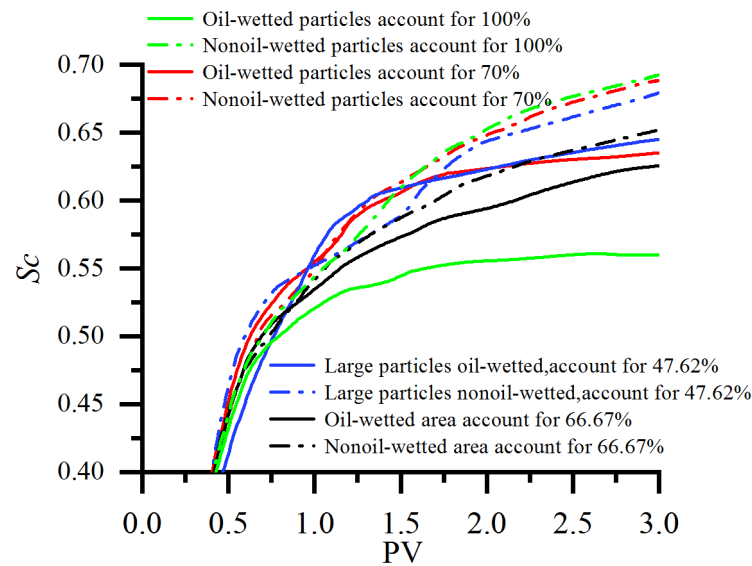 Oil-wetted particles account for 100%
Nonoil-wetted particles account for 100%
Oil-wetted particles account for 70%
Nonoil-wetted particles account for 70%
0.70
0.65
0.60
0.55
0.50
0.45
0.40
Sc
Large particles oil-wetted,account for 47.62%
Large particles nonoil-wetted,account for 47.62%
Oil-wetted area account for 66.67%
Nonoil-wetted area account for 66.67%
0.0 0.5 1.0 1.5 2.0 2.5 3.0
PV